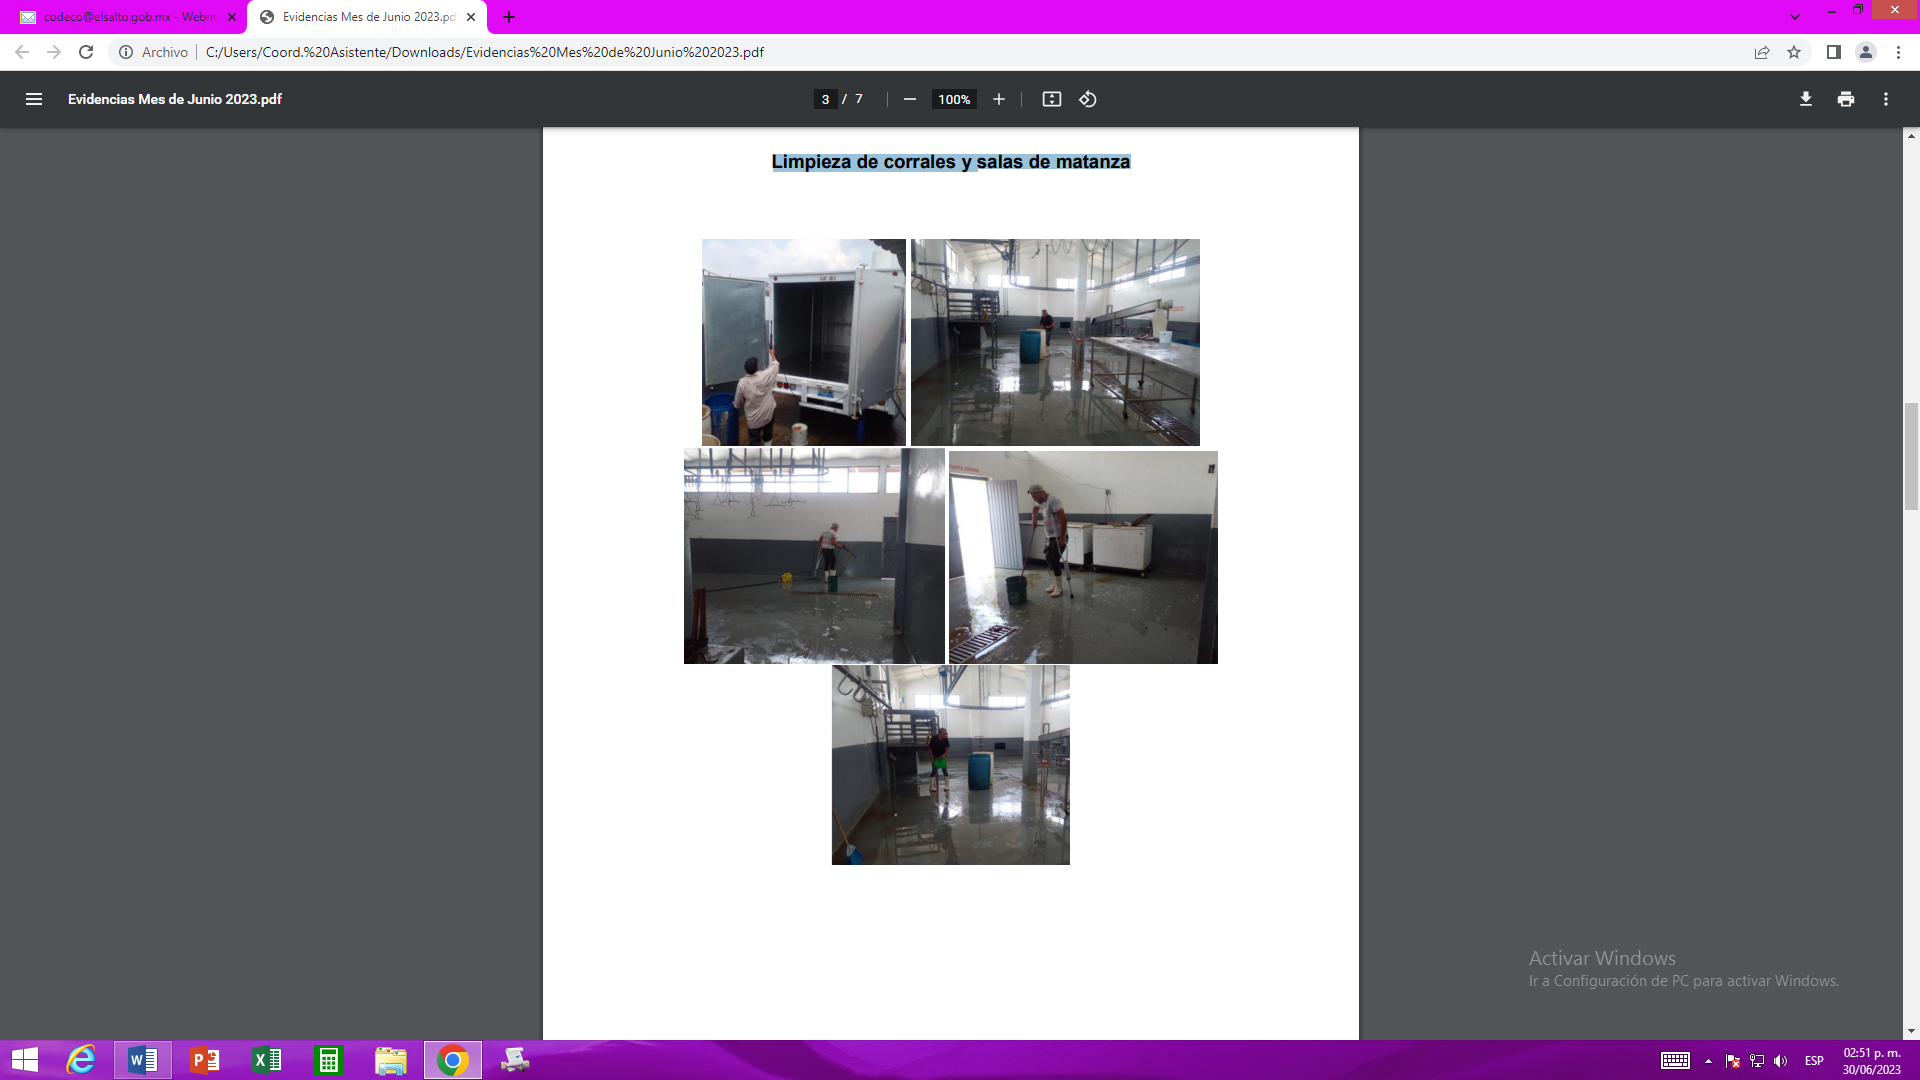 codeco@elsalto.gob.mx - Webm
Evidencias Mes de Junio 2023.pd
Archivo
C:/Users/Coord.%20Asistente/Downloads/Evidencias%20Mes%20de%20Junio%202023.pdf
Evidencias Mes de Junio 2023.pdf
3 / 7
100%
Limpieza de corrales y salas de matanza
Activar Windows
Ir a Configuración de PC para activar Windows.
ESP
02:51 p. m.
30/06/2023